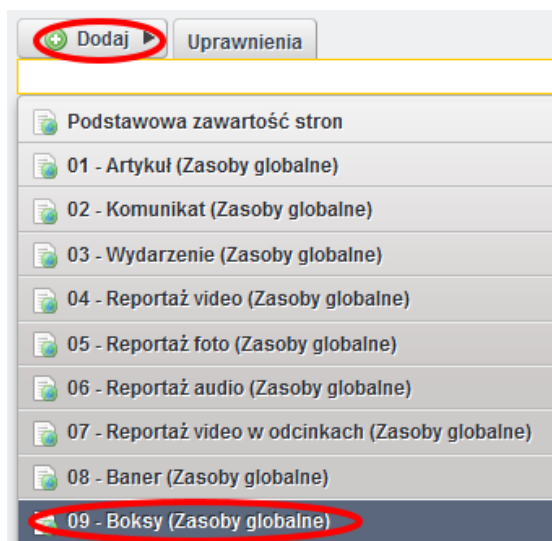 Dodaj
Uprawnienia
Podstawowa zawartość stron
01 - Artykuł (Zasoby globalne)
02 - Komunikat (Zasoby globalne)
03 - Wydarzenie (Zasoby globalne)
04 - Reportaż video (Zasoby globalne)
05 - Reportaż foto (Zasoby globalne)
06 - Reportaż audio (Zasoby globalne)
07 - Reportaż video w odcinkach (Zasoby globalne)
08 - Baner (Zasoby globalne)
09 - Boksy (Zasoby globalne)